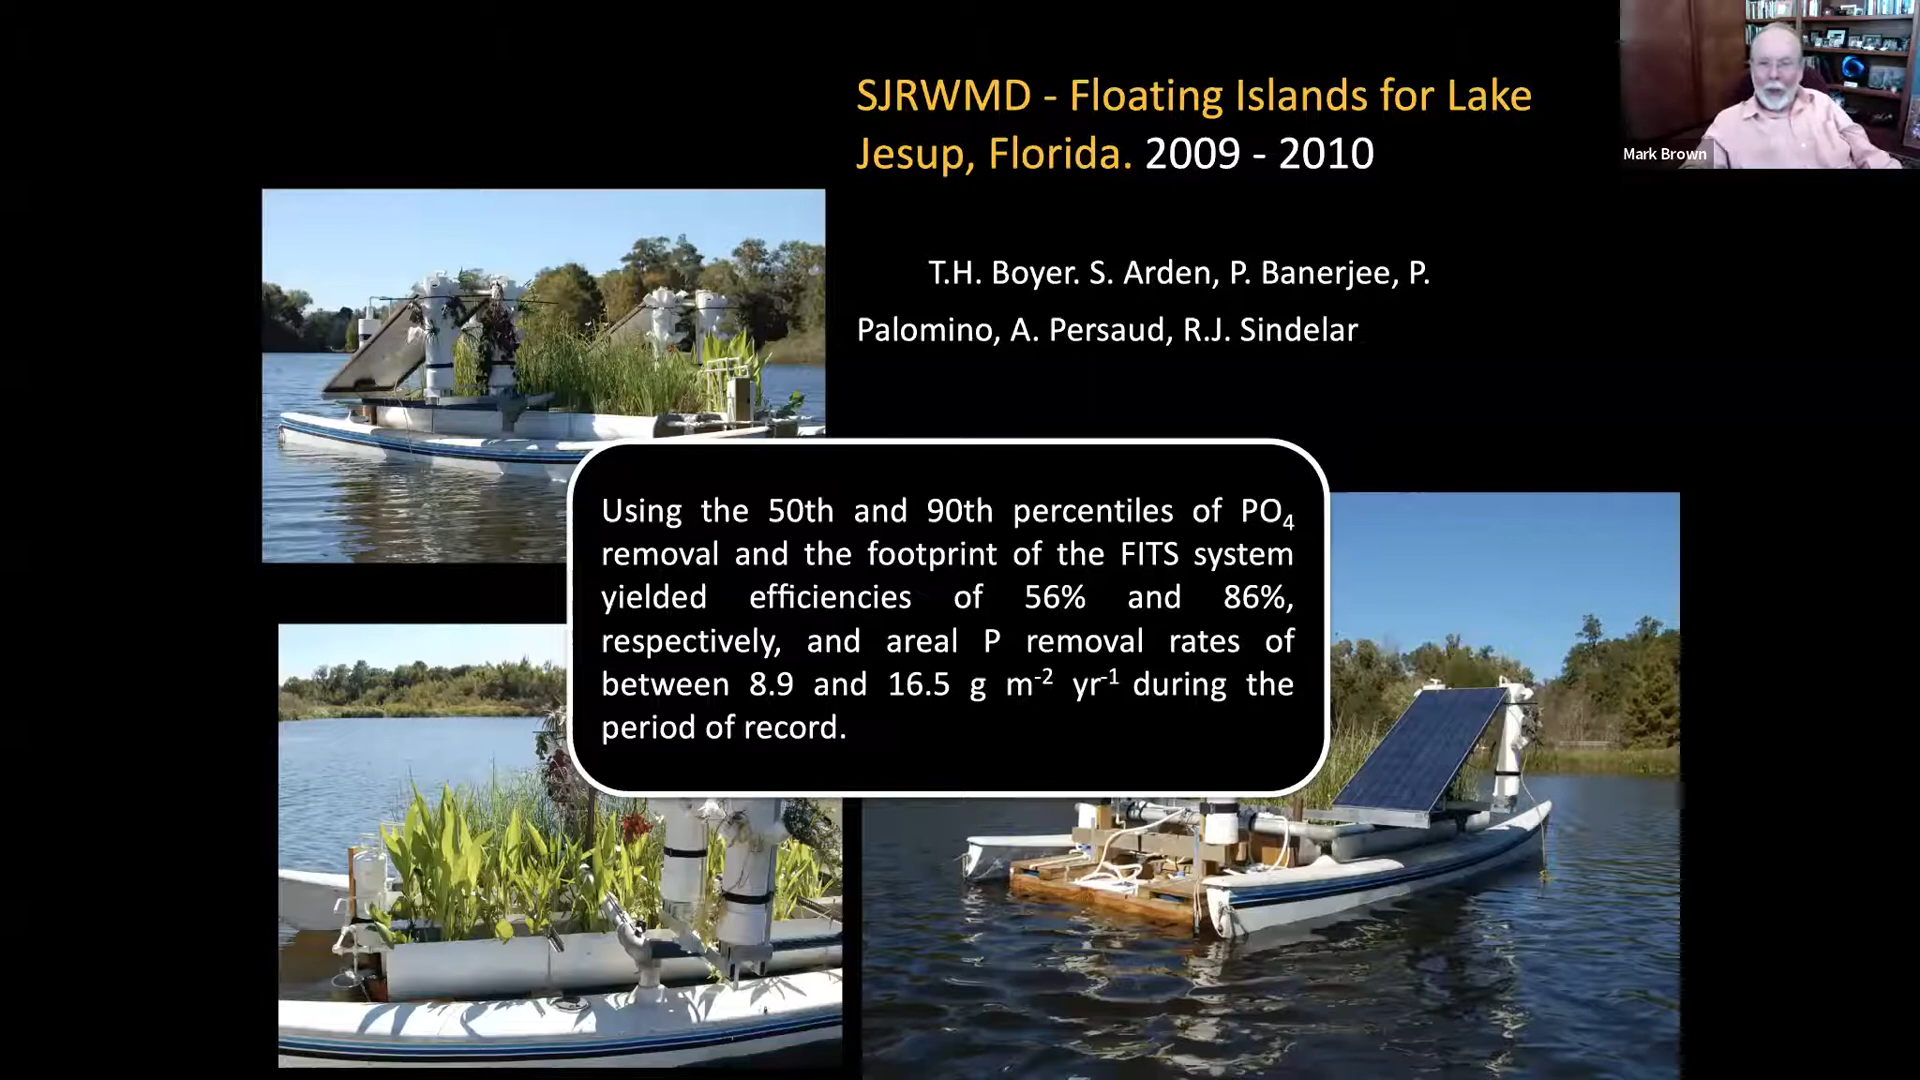 SJRWMD - Floating Islands for Lake
Jesup, Florida. 2009 - 2010
T.H. Boyer. S. Arden, P. Banerjee, P.
Palomino, A. Persaud, R.J. Sindelar
Using the 50th and 90th percentiles of PO₄
removal and the footprint of the FITS system
yielded efficiencies of 56% and 86%,
respectively, and areal P removal rates of
between 8.9 and 16.5 g m⁻² yr⁻¹ during the
period of record.
Mark Brown